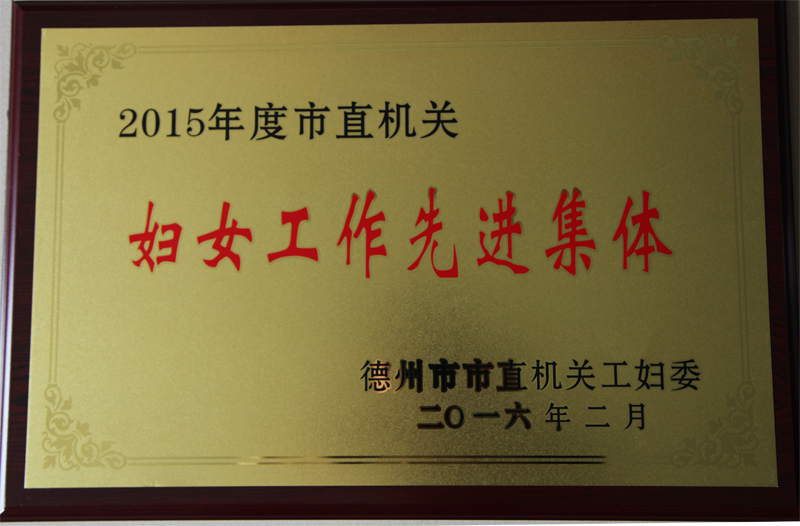 2015年度市直机关
妇女工作先进集体
德州市市直机关工妇委
二〇一六年二月